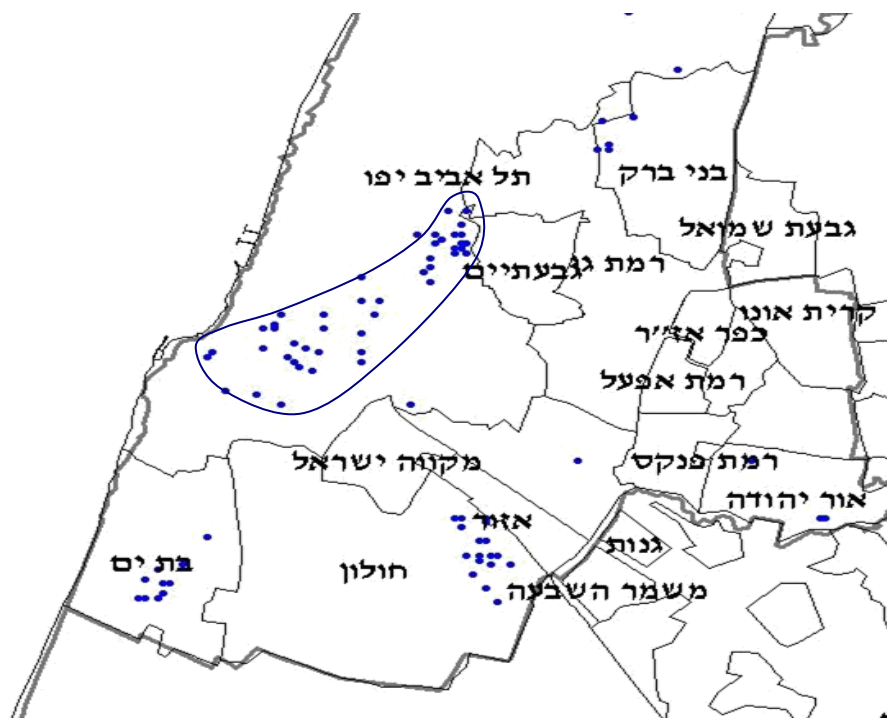 תל אביב יפו
בני ברק
גבעת שמואל
רמת גן
גבעתיים
קרית אונו
כפר אז״ר
רמת אפעל
מקווה ישראל
רמת פנקס
אור יהודה
אזור
גנות
בת ים
חולון
משמר השבעה